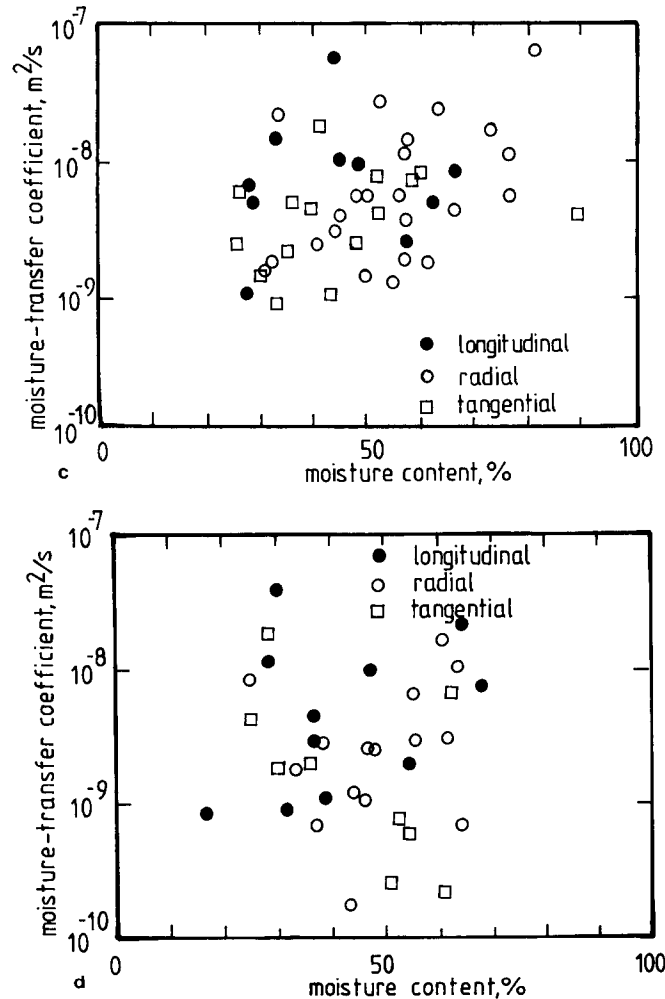 10⁻⁷
moisture-transfer coefficient, m²/s
10⁻⁸
10⁻⁹
longitudinal
radial
tangential
10⁻¹⁰
0
50
100
c
moisture content, %
10⁻⁷
longitudinal
radial
tangential
moisture-transfer coefficient, m²/s
10⁻⁸
10⁻⁹
10⁻¹⁰
0
50
100
d
moisture content, %